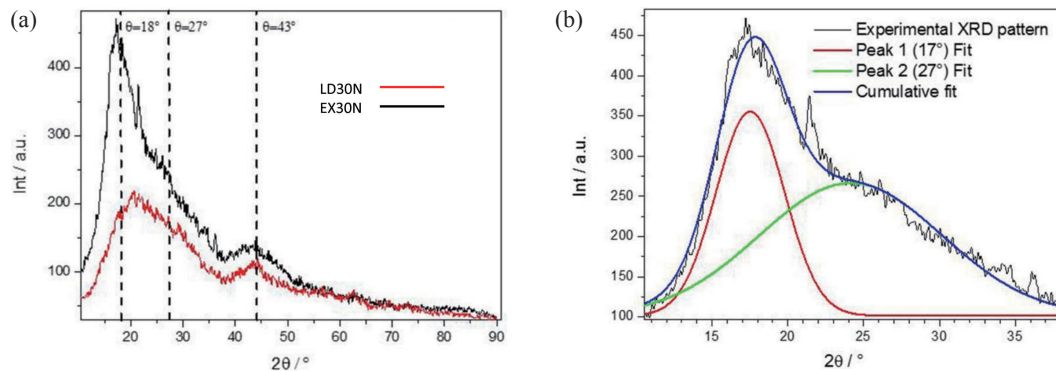 (a)
θ=18°
θ=27°
θ=43°
LD30N
EX30N
400
300
200
100
Int / a.u.
20
30
40
50
60
70
80
90
2θ / °
(b)
Experimental XRD pattern
Peak 1 (17°) Fit
Peak 2 (27°) Fit
Cumulative fit
450
400
350
300
250
200
150
100
Int / a.u.
15
20
25
30
35
2θ / °